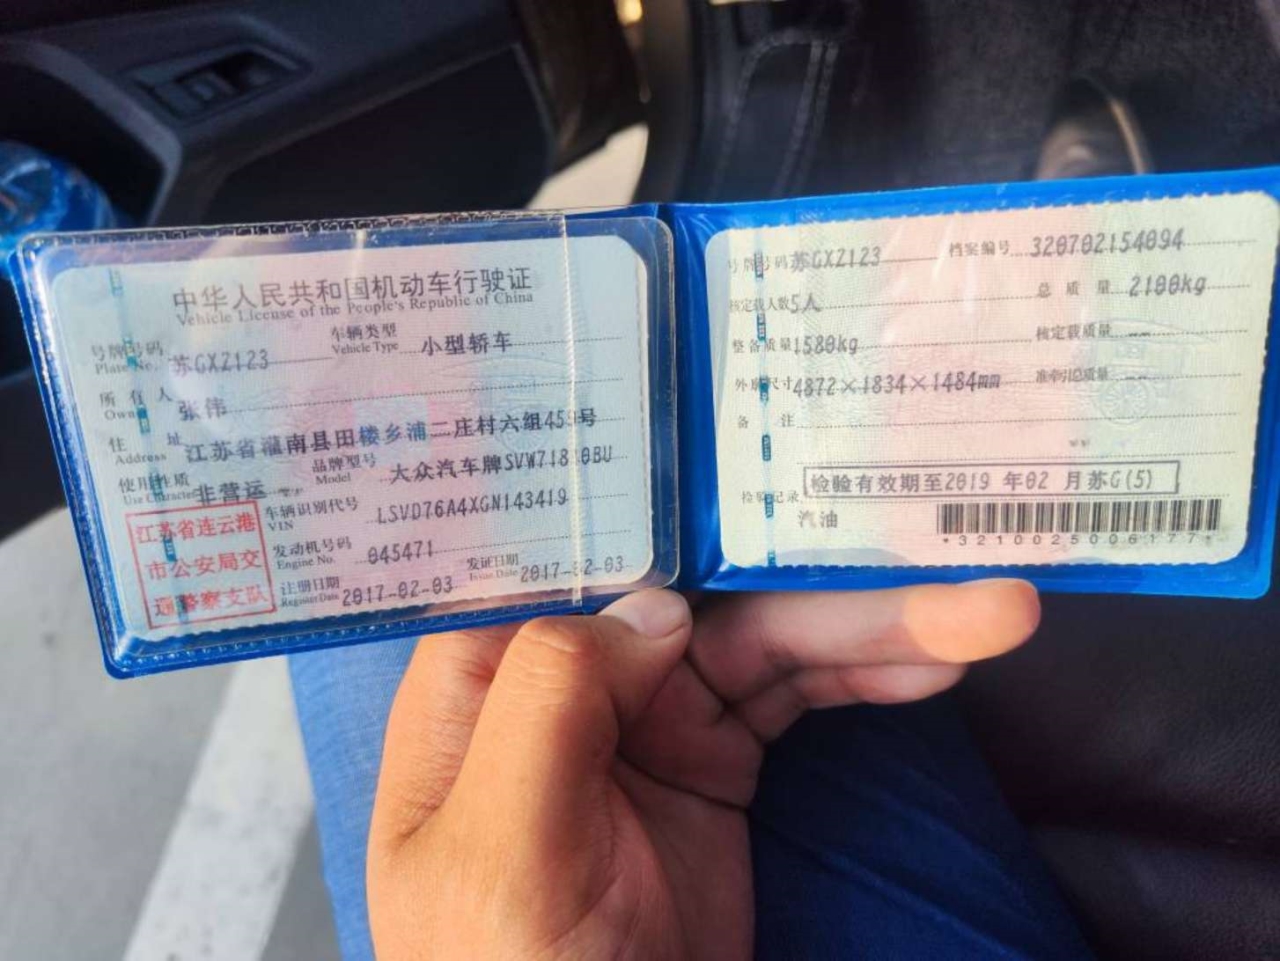 中华人民共和国机动车行驶证
Vehicle License of the People's Republic of China
号牌号码 Plate No. 苏GXZ123 车辆类型 Vehicle Type 小型轿车
所有人 Owner 张伟
住址 Address 江苏省灌南县田楼乡浦二庄村六组459号
使用性质 Use Character 非营运 品牌型号 Model 大众汽车牌SVW71810BU
江苏省连云港
市公安局交
通警察支队
车辆识别代号 VIN LSVD76A4XGN143419
发动机号码 Engine No. 045471
注册日期 Register Date 2017-02-03 发证日期 Issue Date 2017-02-03
号牌号码 苏GXZ123 档案编号 320702154094
核定载人数 5人 总质量 2100kg
整备质量 1580kg 核定载质量 --
外廓尺寸 4872×1834×1484mm 准牵引总质量 --
备注
检验记录 检验有效期至2019年02月苏G(5)
汽油
*3210025006177*